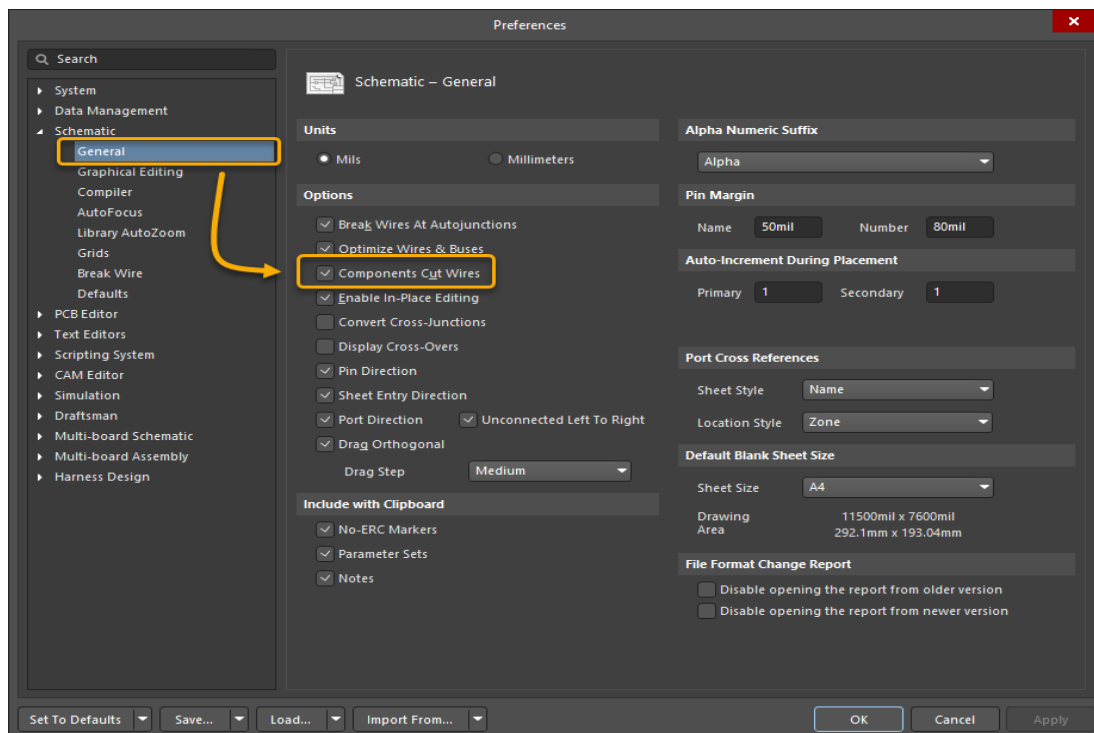 Preferences
Search
System
Data Management
Schematic
General
Graphical Editing
Compiler
AutoFocus
Library AutoZoom
Grids
Break Wire
Defaults
PCB Editor
Text Editors
Scripting System
CAM Editor
Simulation
Draftsman
Multi-board Schematic
Multi-board Assembly
Harness Design
Schematic – General
Units
Mils Millimeters
Options
Break Wires At Autojunctions
Optimize Wires & Buses
Components Cut Wires
Enable In-Place Editing
Convert Cross-Junctions
Display Cross-Overs
Pin Direction
Sheet Entry Direction
Port Direction Unconnected Left To Right
Drag Orthogonal
Drag Step Medium
Include with Clipboard
No-ERC Markers
Parameter Sets
Notes
Alpha Numeric Suffix
Alpha
Pin Margin
Name 50mil Number 80mil
Auto-Increment During Placement
Primary 1 Secondary 1
Port Cross References
Sheet Style Name
Location Style Zone
Default Blank Sheet Size
Sheet Size A4
Drawing Area 11500mil x 7600mil
292.1mm x 193.04mm
File Format Change Report
Disable opening the report from older version
Disable opening the report from newer version
Set To Defaults Save... Load... Import From... OK Cancel Apply